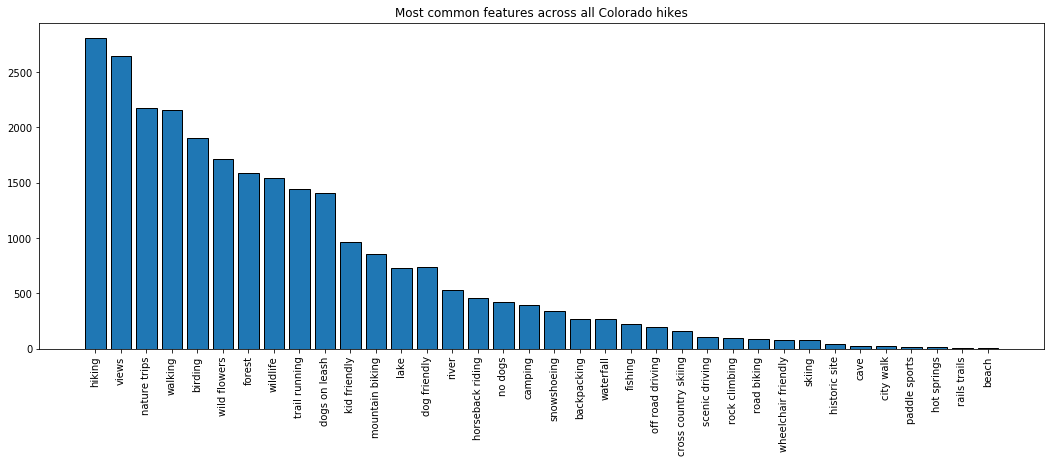 Most common features across all Colorado hikes
2500
2000
1500
1000
500
0
hiking
views
nature trips
walking
birding
wild flowers
forest
wildlife
trail running
dogs on leash
kid friendly
mountain biking
lake
dog friendly
river
horseback riding
no dogs
camping
snowshoeing
backpacking
waterfall
fishing
off road driving
cross country skiing
scenic driving
rock climbing
road biking
wheelchair friendly
skiing
historic site
cave
city walk
paddle sports
hot springs
rails trails
beach